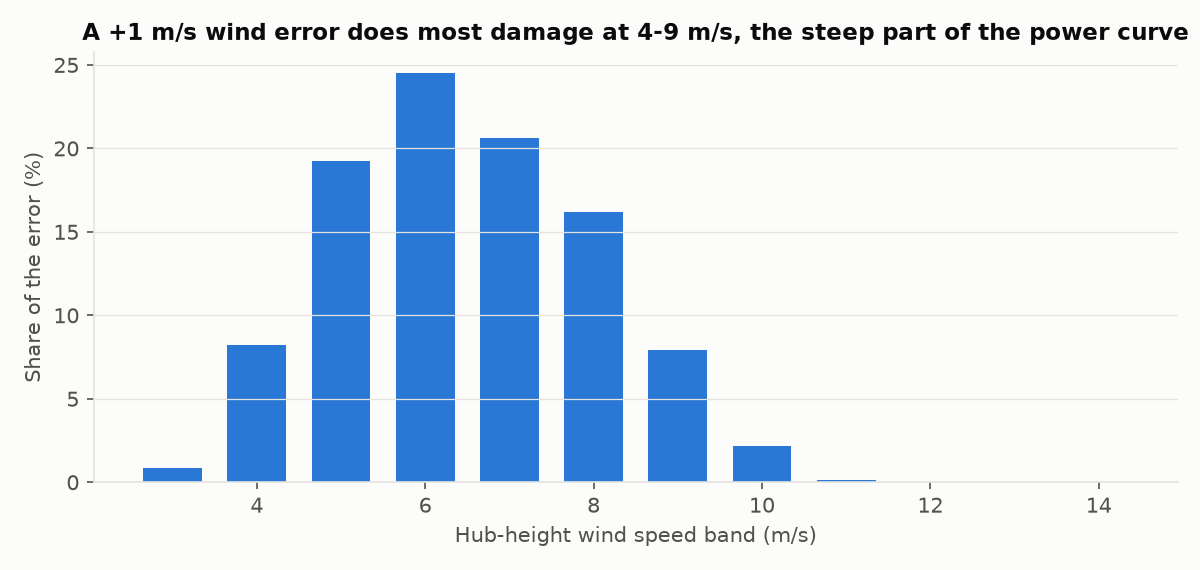 A +1 m/s wind error does most damage at 4-9 m/s, the steep part of the power curve
Share of the error (%)
25
20
15
10
5
0
4 6 8 10 12 14
Hub-height wind speed band (m/s)